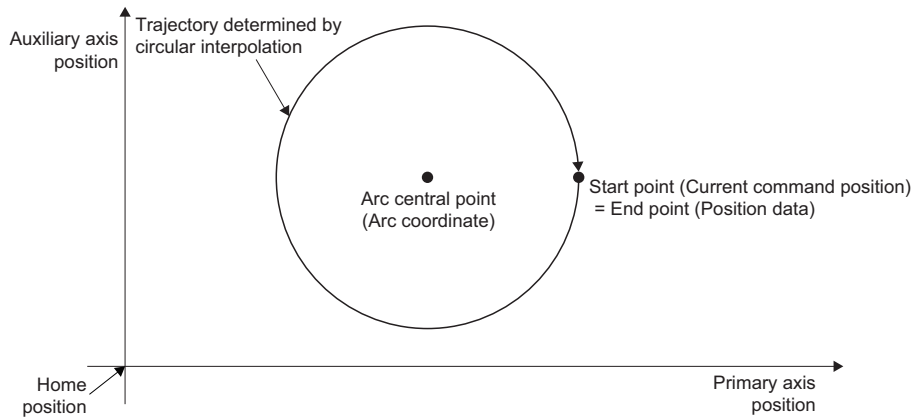 Auxiliary axis
position
Trajectory determined by
circular interpolation
Arc central point
(Arc coordinate)
Start point (Current command position)
= End point (Position data)
Home
position
Primary axis
position